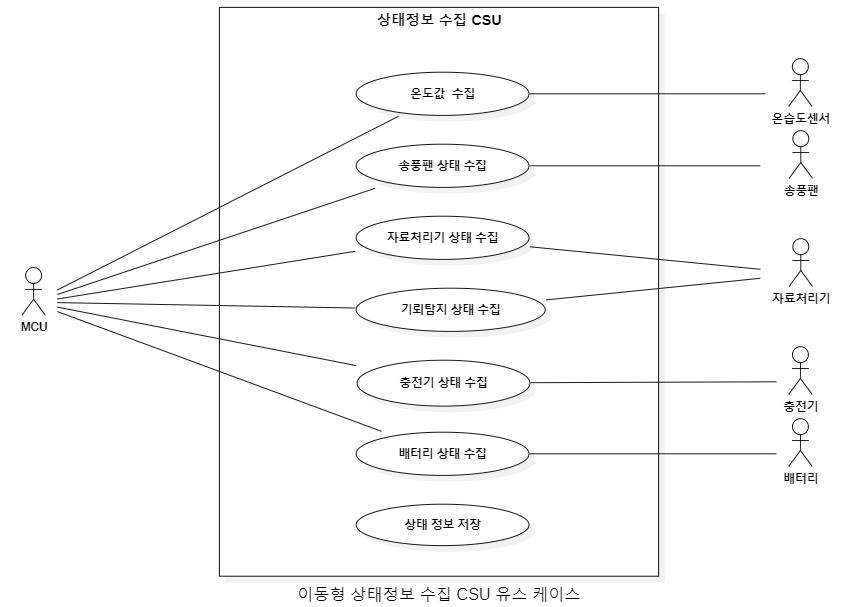 상태정보 수집 CSU
온도값 수집
온습도센서
송풍팬 상태 수집
송풍팬
자료처리기 상태 수집
자료처리기
MCU
기뢰탐지 상태 수집
충전기 상태 수집
충전기
배터리 상태 수집
배터리
상태 정보 저장
이동형 상태정보 수집 CSU 유스 케이스